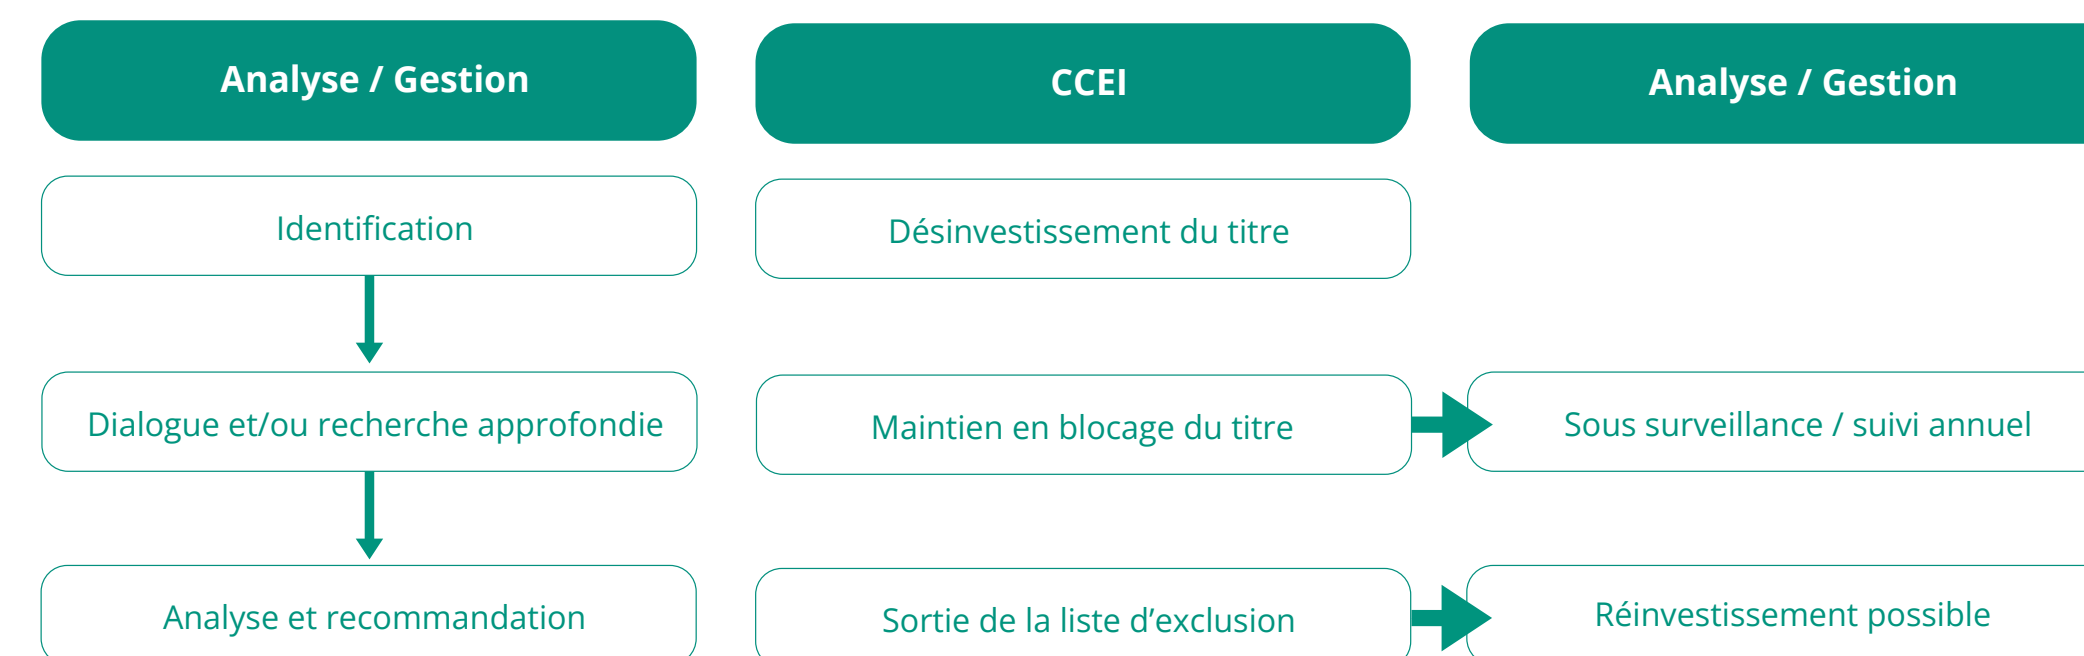 Analyse / Gestion
CCEI
Analyse / Gestion
Identification
Désinvestissement du titre
Dialogue et/ou recherche approfondie
Maintien en blocage du titre
Sous surveillance / suivi annuel
Analyse et recommandation
Sortie de la liste d’exclusion
Réinvestissement possible